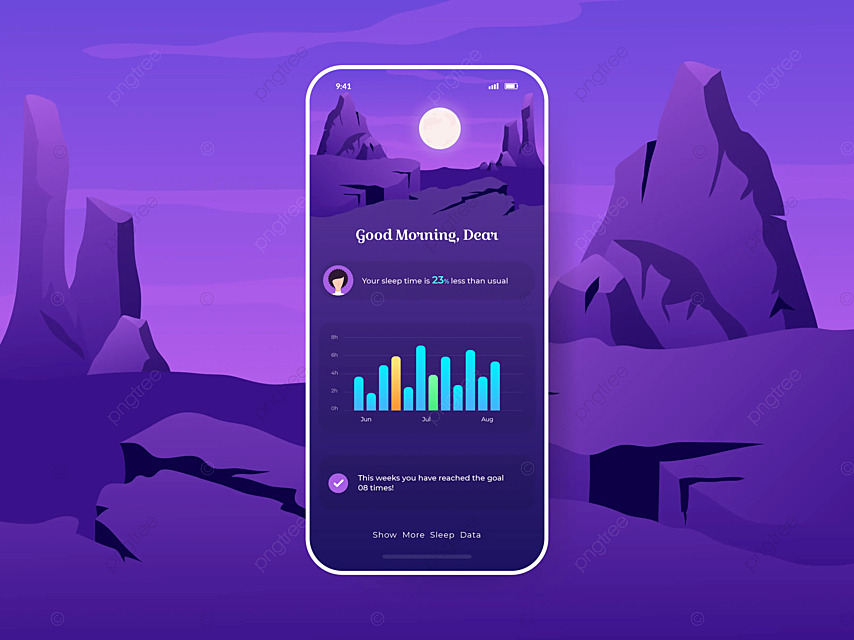 9:41
Good Morning, Dear
Your sleep time is 23% less than usual
8h
6h
4h
2h
0h
Jun Jul Aug
This weeks you have reached the goal
08 times!
Show More Sleep Data
pngtree